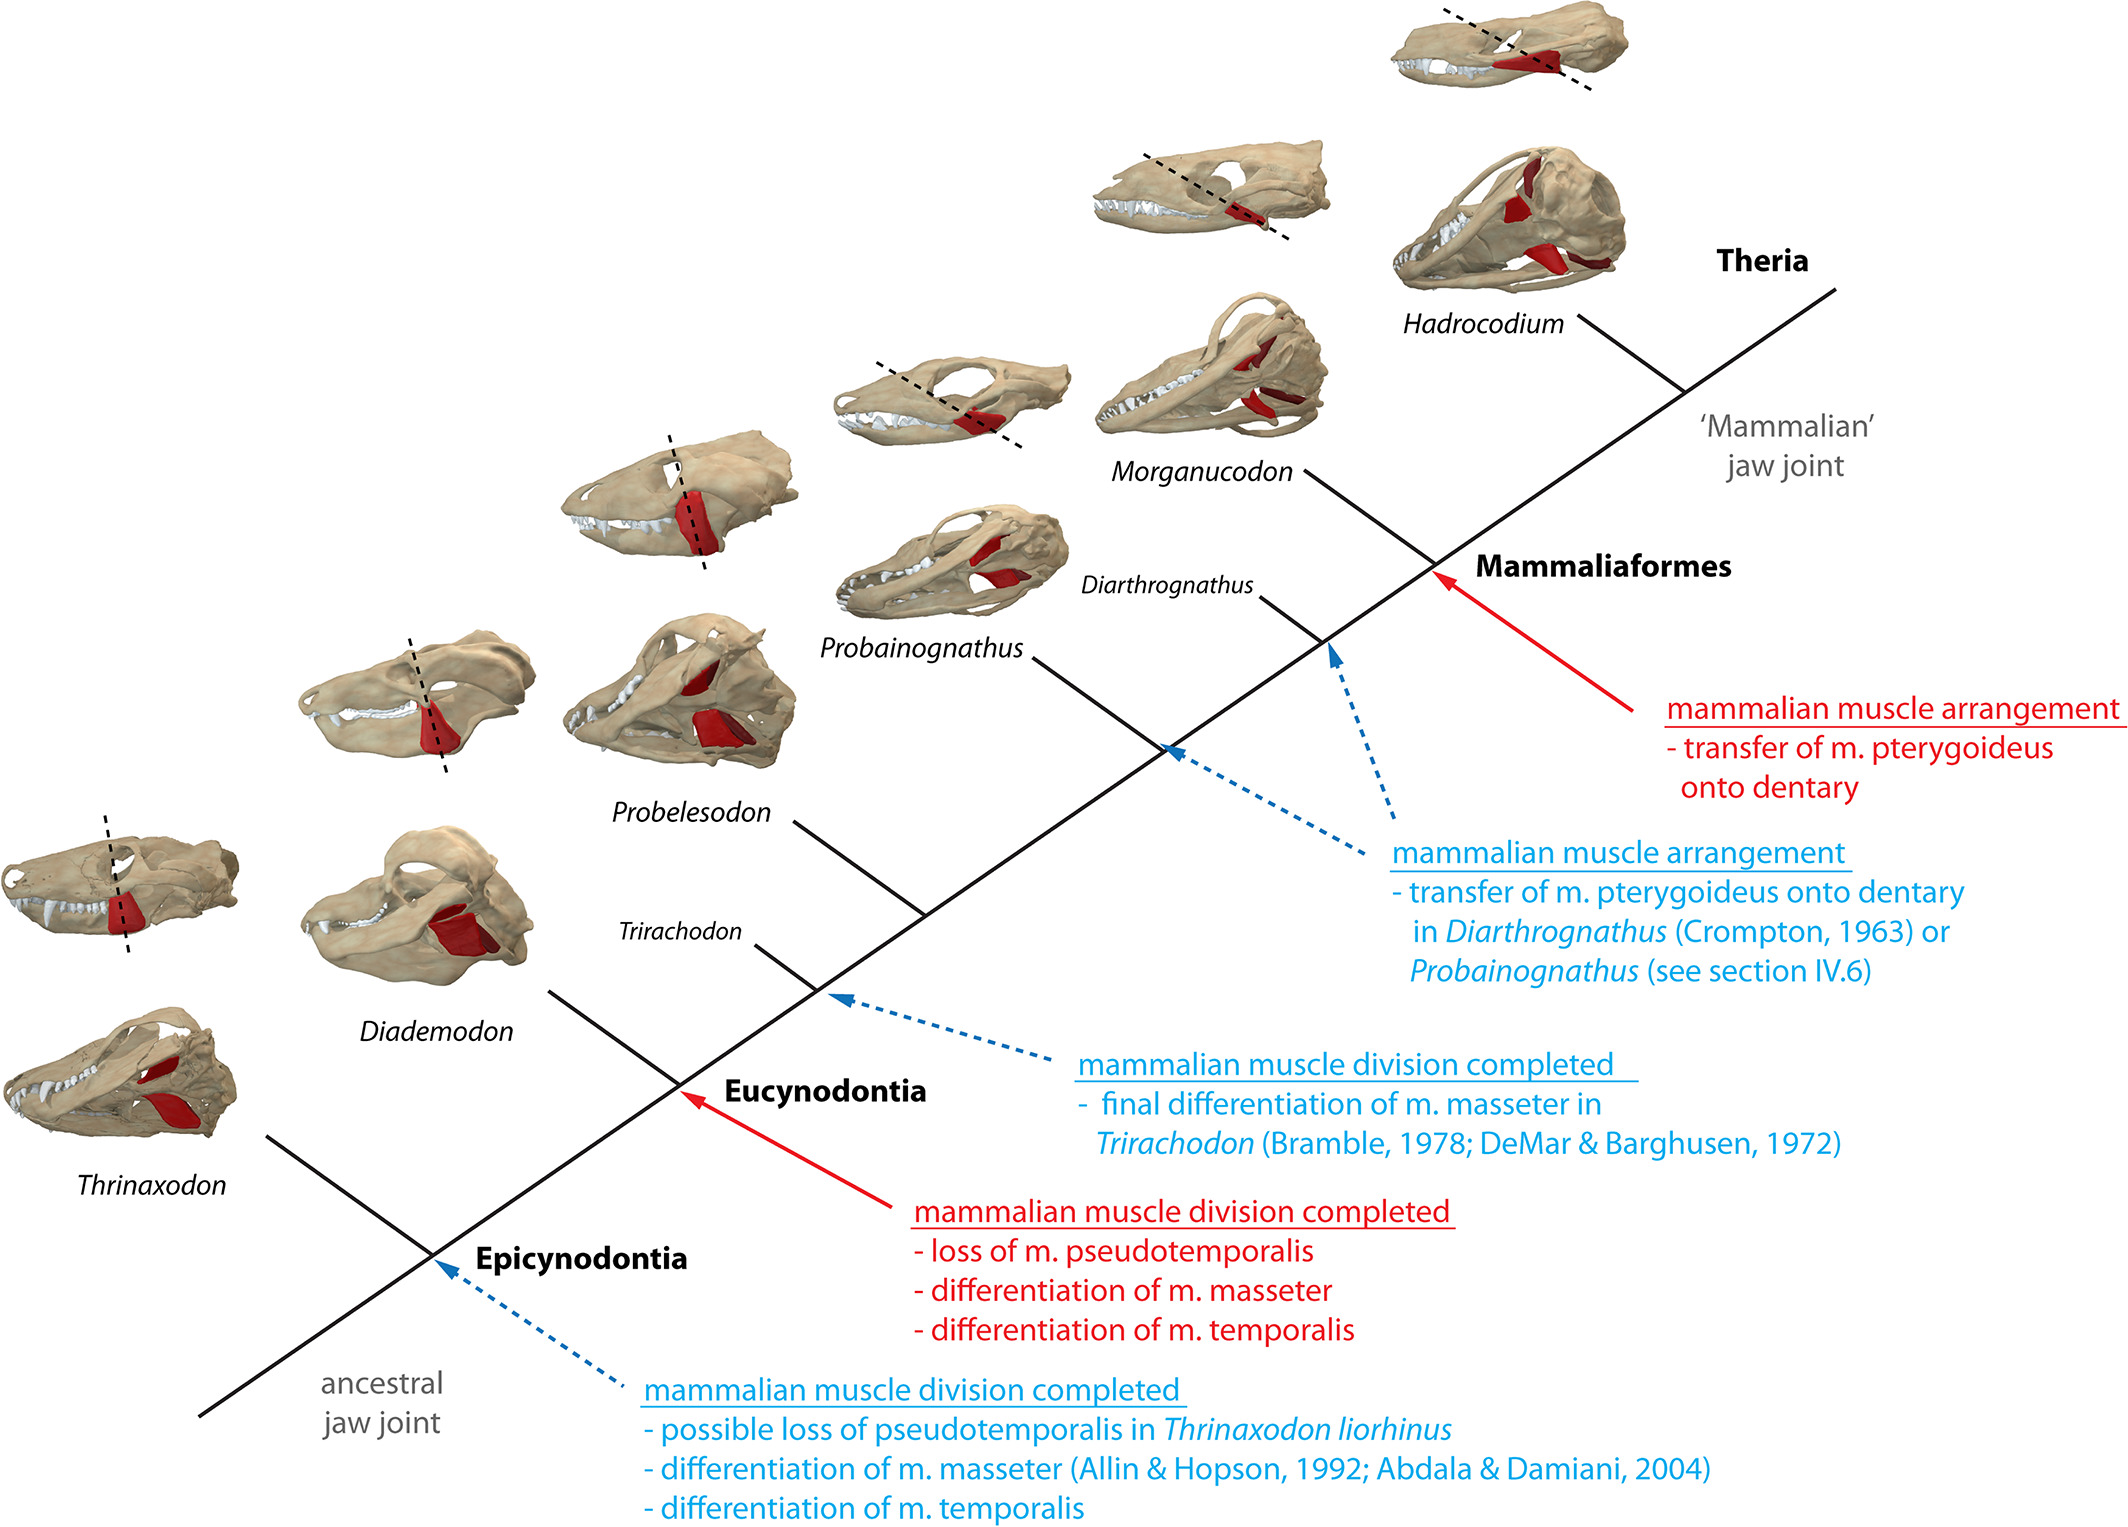 Theria
Hadrocodium
‘Mammalian’
jaw joint
Morganucodon
Mammaliaformes
Diarthrognathus
Probainognathus
mammalian muscle arrangement
- transfer of m. pterygoideus
onto dentary
Probelesodon
mammalian muscle arrangement
- transfer of m. pterygoideus onto dentary
in Diarthrognathus (Crompton, 1963) or
Probainognathus (see section IV.6)
Trirachodon
Diademodon
mammalian muscle division completed
- final differentiation of m. masseter in
Trirachodon (Bramble, 1978; DeMar & Barghusen, 1972)
Eucynodontia
Thrinaxodon
mammalian muscle division completed
- loss of m. pseudotemporalis
- differentiation of m. masseter
- differentiation of m. temporalis
Epicynodontia
ancestral
jaw joint
mammalian muscle division completed
- possible loss of pseudotemporalis in Thrinaxodon liorhinus
- differentiation of m. masseter (Allin & Hopson, 1992; Abdala & Damiani, 2004)
- differentiation of m. temporalis